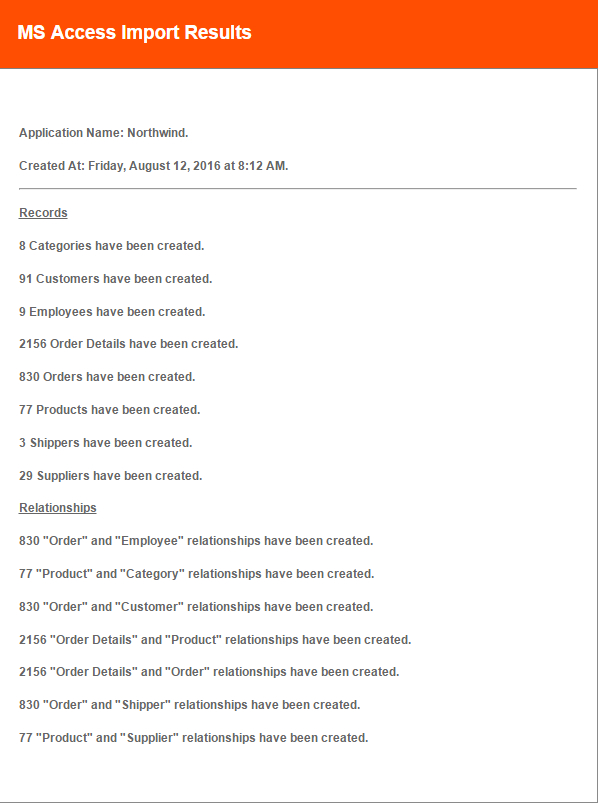 MS Access Import Results
Application Name: Northwind.
Created At: Friday, August 12, 2016 at 8:12 AM.
Records
8 Categories have been created.
91 Customers have been created.
9 Employees have been created.
2156 Order Details have been created.
830 Orders have been created.
77 Products have been created.
3 Shippers have been created.
29 Suppliers have been created.
Relationships
830 "Order" and "Employee" relationships have been created.
77 "Product" and "Category" relationships have been created.
830 "Order" and "Customer" relationships have been created.
2156 "Order Details" and "Product" relationships have been created.
2156 "Order Details" and "Order" relationships have been created.
830 "Order" and "Shipper" relationships have been created.
77 "Product" and "Supplier" relationships have been created.